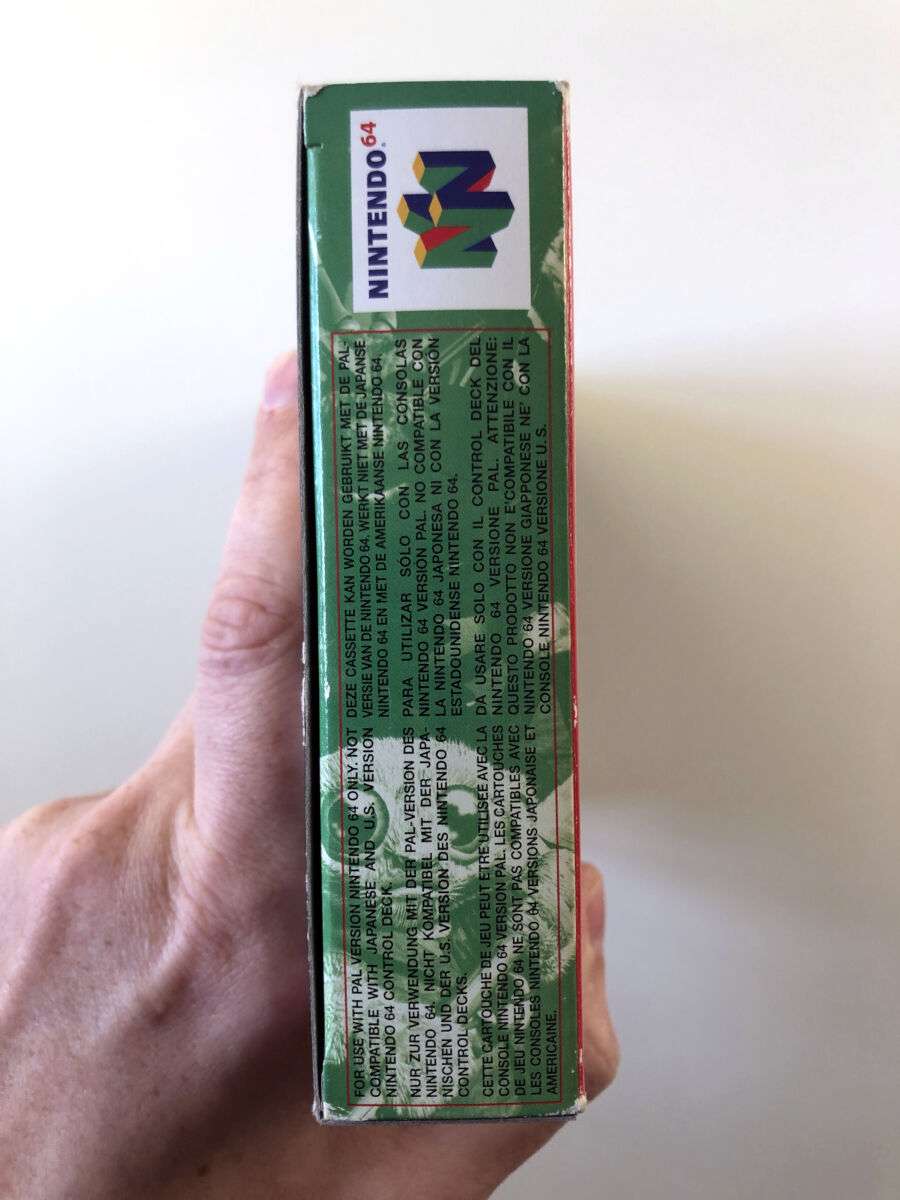 FOR USE WITH PAL VERSION NINTENDO 64 ONLY. NOT
COMPATIBLE WITH JAPANESE AND U.S. VERSION
NINTENDO 64 CONTROL DECK.
NUR ZUR VERWENDUNG MIT DER PAL-VERSION DES
NINTENDO 64. NICHT KOMPATIBEL MIT DER JAPA-
NISCHEN UND DER U.S. VERSION DES NINTENDO 64
CONTROL DECKS.
CETTE CARTOUCHE DE JEU PEUT ETRE UTILISEE AVEC LA
CONSOLE NINTENDO 64 VERSION PAL. LES CARTOUCHES
DE JEU NINTENDO 64 NE SONT PAS COMPATIBLES AVEC
LES CONSOLES NINTENDO 64 VERSIONS JAPONAISE ET
AMERICAINE.
DEZE CASSETTE KAN WORDEN GEBRUIKT MET DE PAL-
VERSIE VAN DE NINTENDO 64. WERKT NIET MET DE JAPANSE
NINTENDO 64 EN MET DE AMERIKAANSE NINTENDO 64.
PARA UTILIZAR SÓLO CON LAS CONSOLAS
NINTENDO 64 VERSION PAL. NO COMPATIBLE CON
LA NINTENDO 64 JAPONESA NI CON LA VERSIÓN
ESTADOUNIDENSE NINTENDO 64.
DA USARE SOLO CON IL CONTROL DECK DEL
NINTENDO 64 VERSIONE PAL. ATTENZIONE:
QUESTO PRODOTTO NON E'COMPATIBILE CON IL
NINTENDO 64 VERSIONE GIAPPONESE NE' CON LA
CONSOLE NINTENDO 64 VERSIONE U.S.
NINTENDO®64